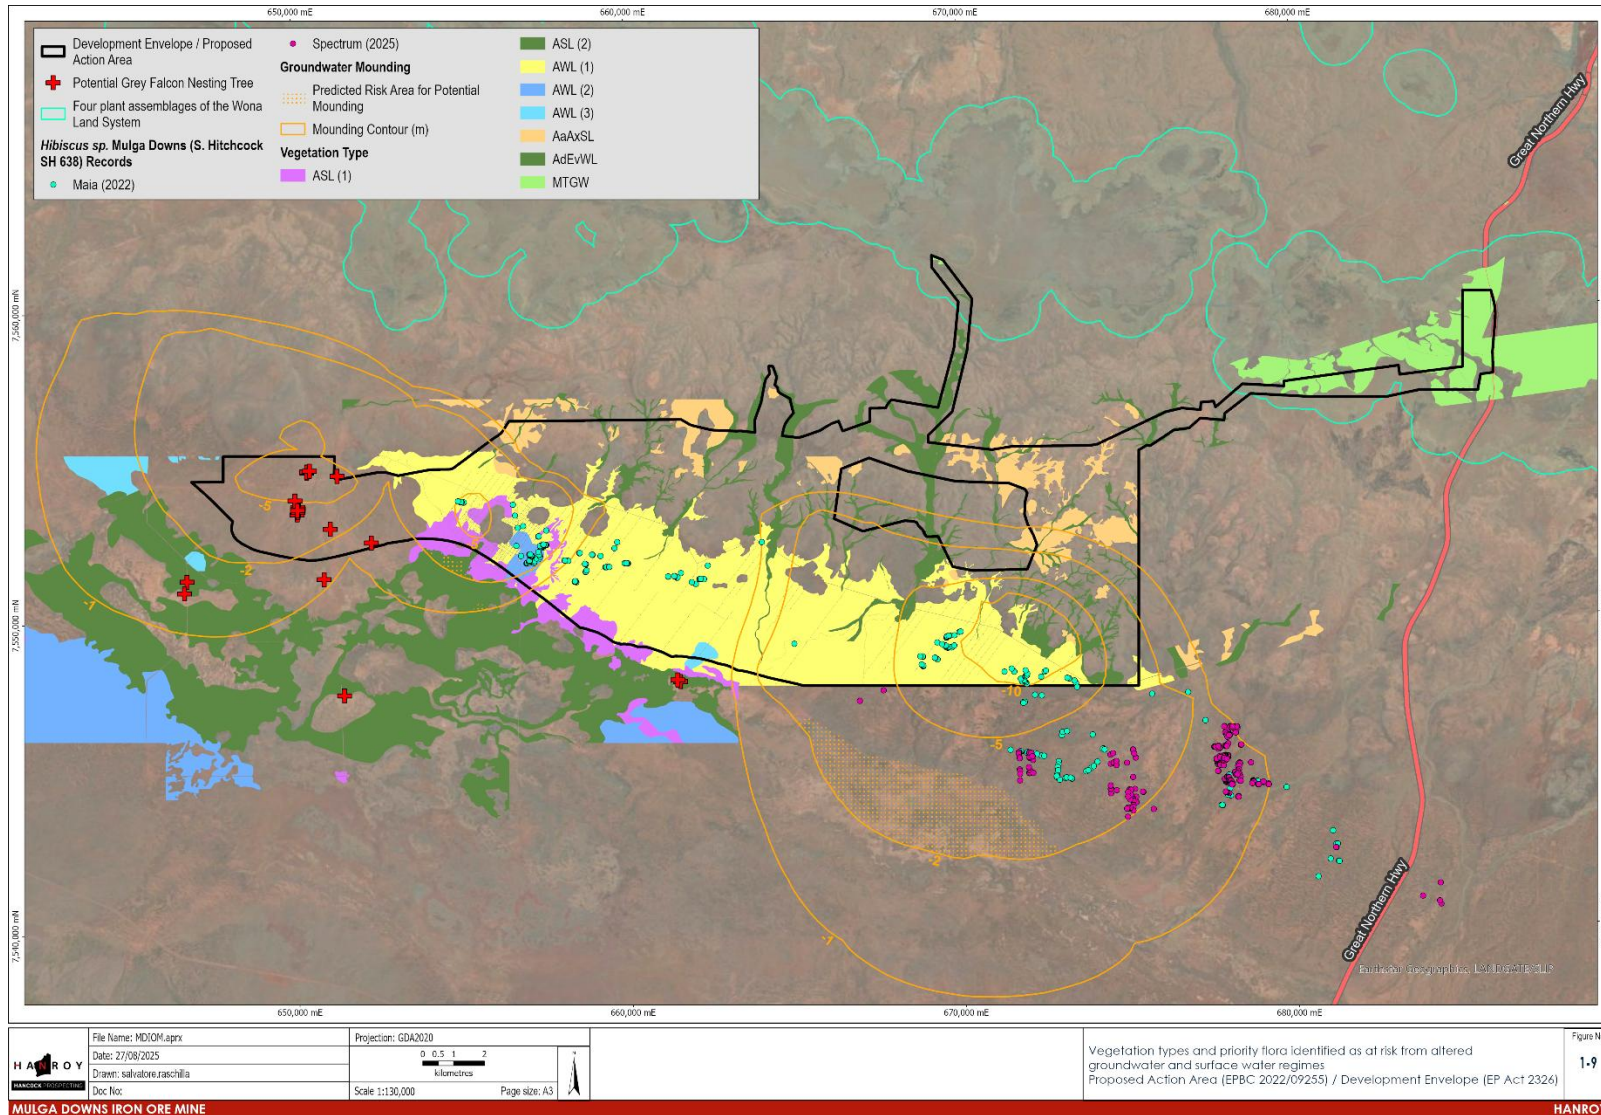 650,000 mE
660,000 mE
670,000 mE
680,000 mE
Development Envelope / Proposed
Action Area
Potential Grey Falcon Nesting Tree
Four plant assemblages of the Wona
Land System
Hibiscus sp. Mulga Downs (S. Hitchcock
SH 638) Records
Maia (2022)
Spectrum (2025)
Groundwater Mounding
Predicted Risk Area for Potential
Mounding
Mounding Contour (m)
Vegetation Type
ASL (1)
ASL (2)
AWL (1)
AWL (2)
AWL (3)
AaAxSL
AdEvWL
MTGW
Great Northern Hwy
7,560,000 mN
-5
-2
-1
7,550,000 mN
-10
-5
-2
-1
7,540,000 mN
Great Northern Hwy
Earthstar Geographics, LANDGATE/SLIP
650,000 mE
660,000 mE
670,000 mE
680,000 mE
HANROY
HANCOCK PROSPECTING
File Name: MDIOM.aprx
Date: 27/08/2025
Drawn: salvatore.raschilla
Doc No:
Projection: GDA2020
0 0.5 1 2
kilometres
Scale 1:130,000
Page size: A3
Vegetation types and priority flora identified as at risk from altered
groundwater and surface water regimes
Proposed Action Area (EPBC 2022/09255) / Development Envelope (EP Act 2326)
Figure N
1-9
MULGA DOWNS IRON ORE MINE
HANROY